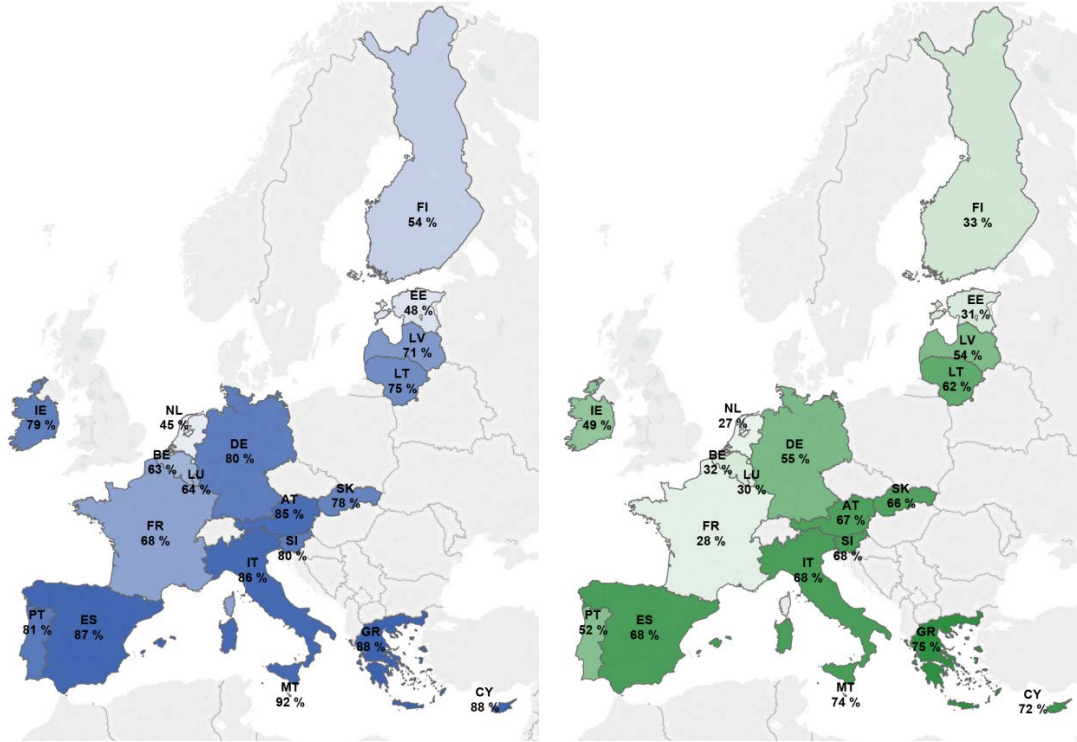 FI
54 %
EE
48 %
LV
71 %
LT
75 %
IE
79 %
NL
45 %
DE
80 %
BE
63 %
LU
64 %
SK
78 %
AT
85 %
FR
68 %
SI
80 %
IT
86 %
PT
81 %
ES
87 %
GR
88 %
MT
92 %
CY
88 %
FI
33 %
EE
31 %
LV
54 %
LT
62 %
IE
49 %
NL
27 %
DE
55 %
BE
32 %
LU
30 %
SK
66 %
AT
67 %
FR
28 %
SI
68 %
IT
68 %
PT
52 %
ES
68 %
GR
75 %
MT
74 %
CY
72 %